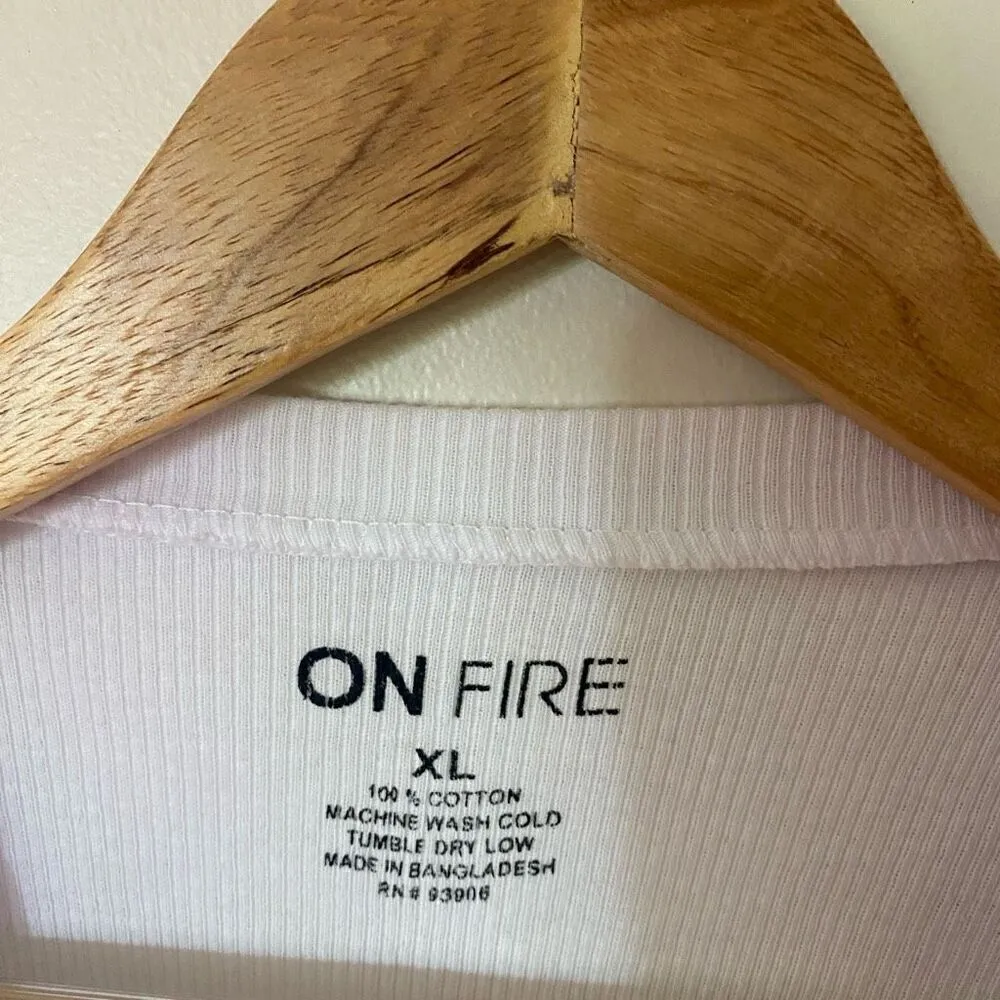 ON FIRE
XL
100 % COTTON
MACHINE WASH COLD
TUMBLE DRY LOW
MADE IN BANGLADESH
RN# 93906